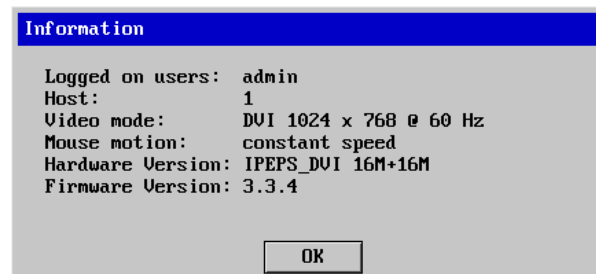 Information
Logged on users: admin
Host: 1
Video mode: DVI 1024 x 768 @ 60 Hz
Mouse motion: constant speed
Hardware Version: IPEPS_DVI 16M+16M
Firmware Version: 3.3.4
OK